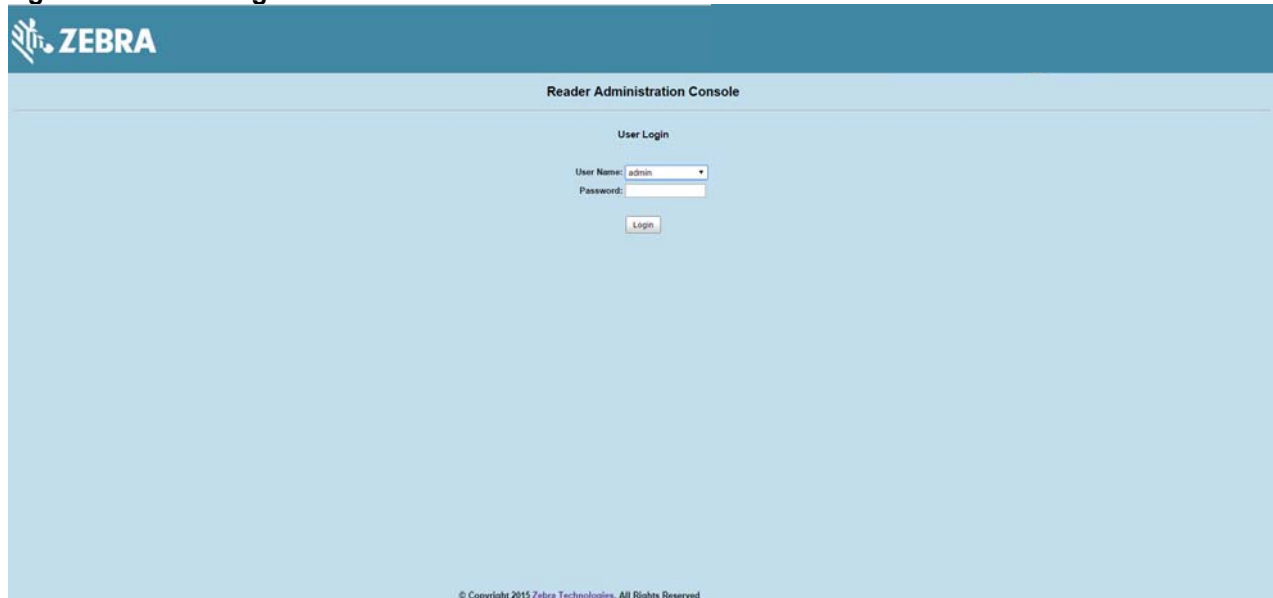 ZEBRA
Reader Administration Console
User Login
User Name: admin
Password:
Login
© Copyright 2015 Zebra Technologies. All Rights Reserved